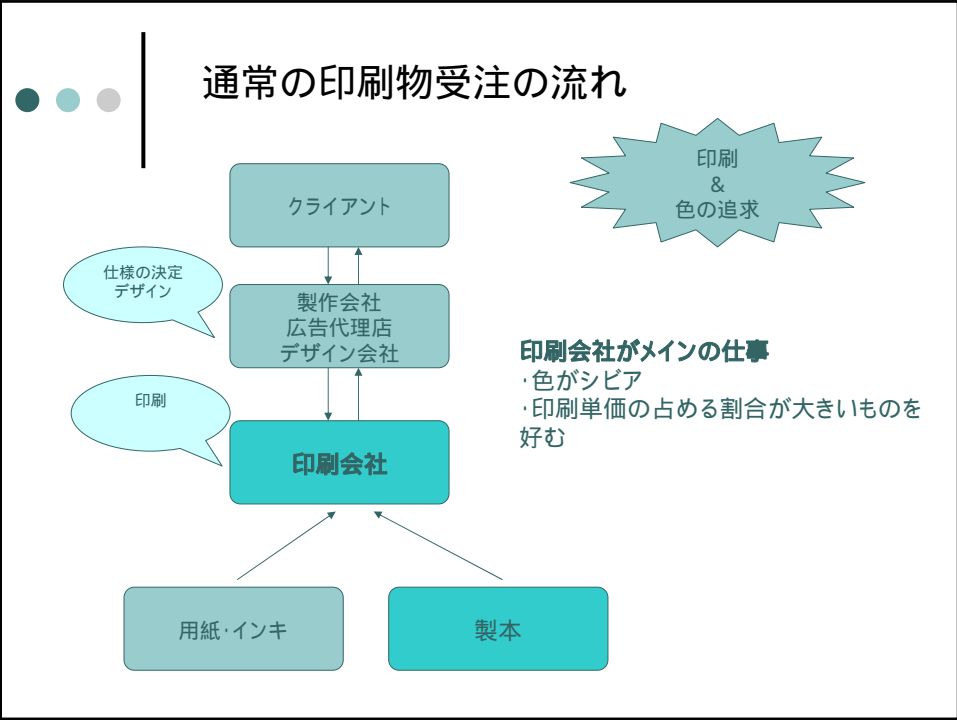 通常の印刷物受注の流れ
印刷
&
色の追求
クライアント
仕様の決定
デザイン
製作会社
広告代理店
デザイン会社
印刷会社がメインの仕事
・色がシビア
・印刷単価の占める割合が大きいものを
好む
印刷
印刷会社
用紙・インキ
製本